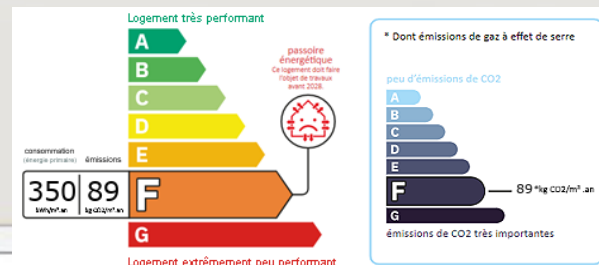 Logement très performant
A
B
C
D
E
passoire
énergétique
Ce logement doit faire
l'objet de travaux
avant 2028.
consommation
(énergie primaire)
émissions
350
kWh/m².an
89
kg CO2/m².an
F
G
Logement extrêmement peu performant
* Dont émissions de gaz à effet de serre
peu d'émissions de CO2
A
B
C
D
E
F
89 *kg CO2/m².an
G
émissions de CO2 très importantes